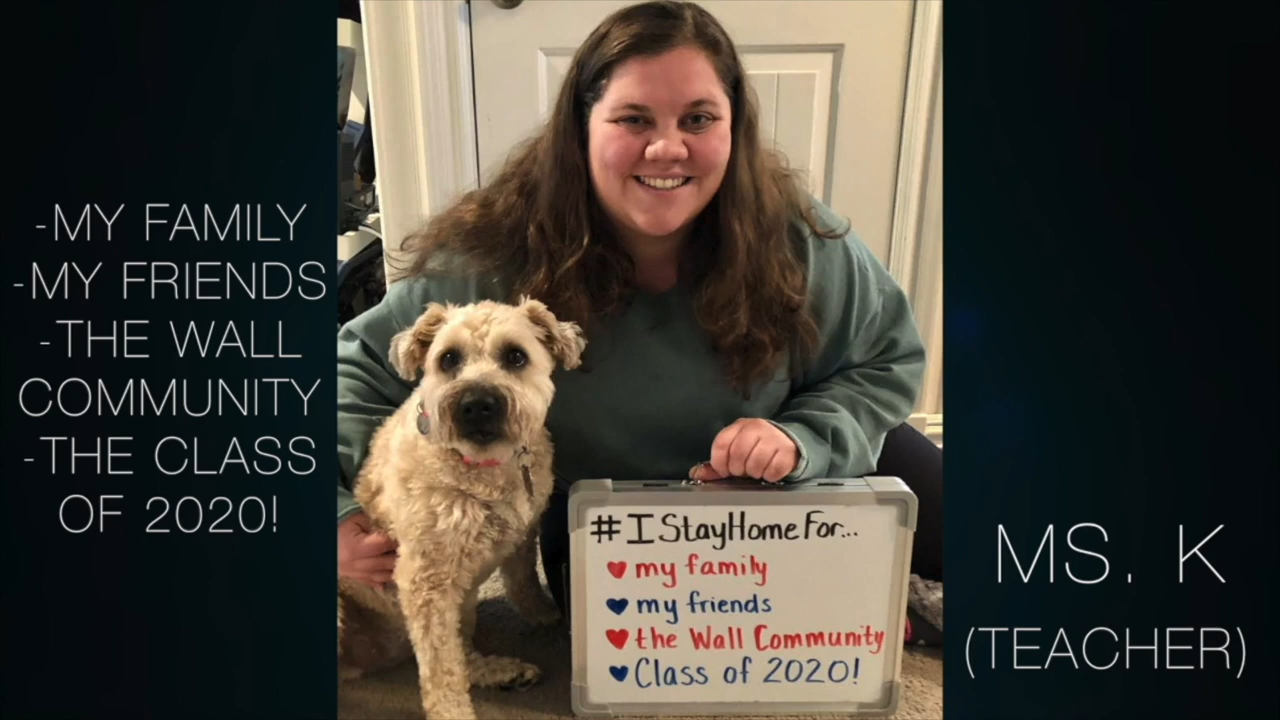 -MY FAMILY
-MY FRIENDS
-THE WALL
COMMUNITY
-THE CLASS
OF 2020!
#IStayHomeFor...
my family
my friends
the Wall Community
Class of 2020!
MS. K
(TEACHER)